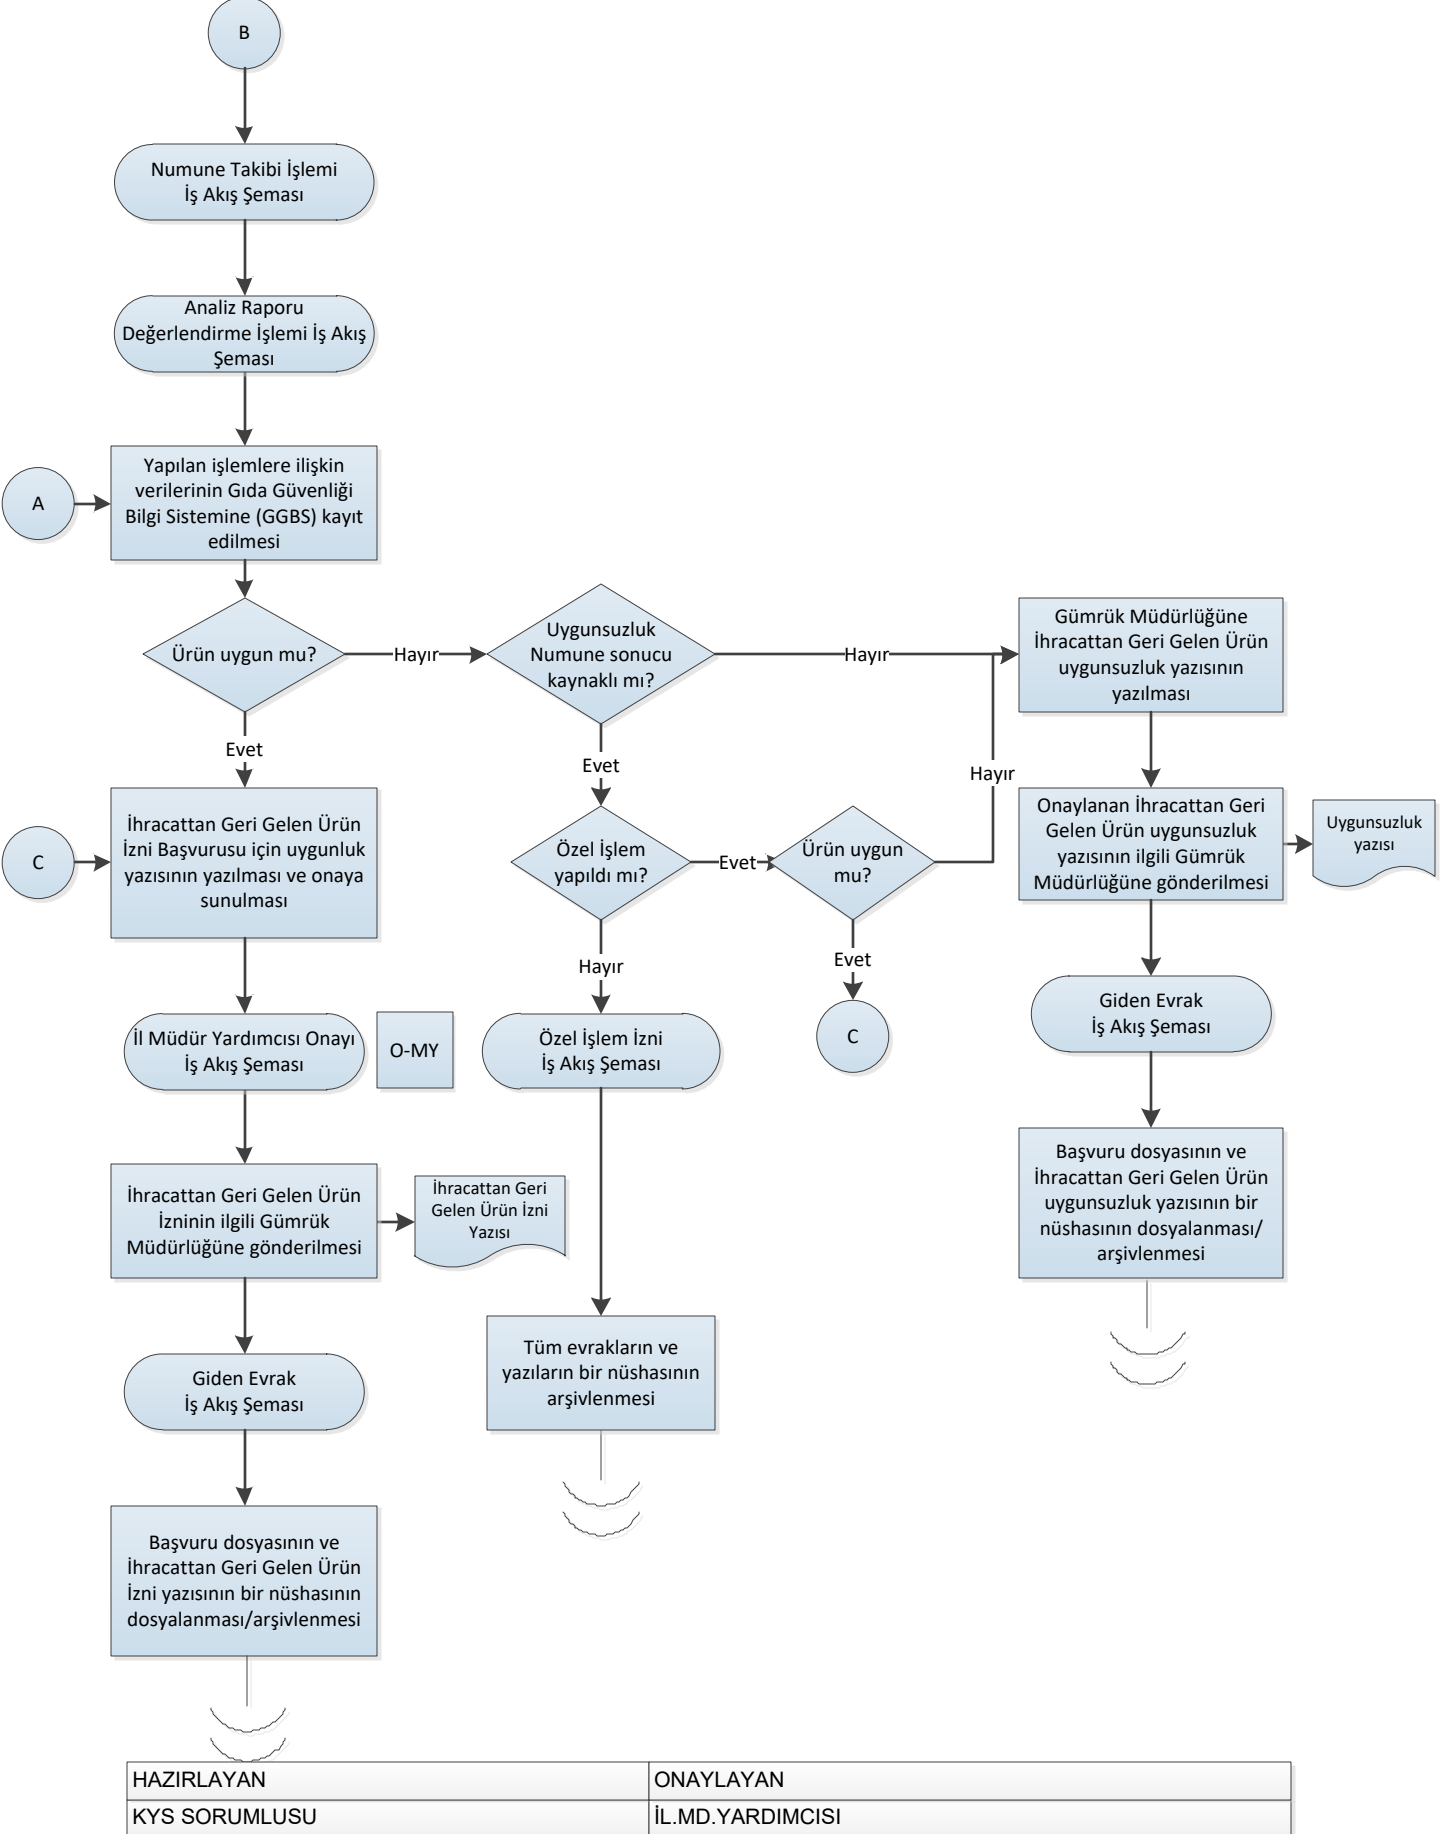 B
Numune Takibi İşlemi
İş Akış Şeması
Analiz Raporu
Değerlendirme İşlemi İş Akış
Şeması
A
Yapılan işlemlere ilişkin
verilerinin Gıda Güvenliği
Bilgi Sistemine (GGBS) kayıt
edilmesi
Ürün uygun mu?
Hayır
Uygunsuzluk
Numune sonucu
kaynaklı mı?
Hayır
Gümrük Müdürlüğüne
İhracattan Geri Gelen Ürün
uygunsuzluk yazısının
yazılması
Evet
Evet
Hayır
C
İhracattan Geri Gelen Ürün
İzni Başvurusu için uygunluk
yazısının yazılması ve onaya
sunulması
Özel İşlem
yapıldı mı?
Evet
Ürün uygun
mu?
Onaylanan İhracattan Geri
Gelen Ürün uygunsuzluk
yazısının ilgili Gümrük
Müdürlüğüne gönderilmesi
Uygunsuzluk
yazısı
Hayır
Evet
İl Müdür Yardımcısı Onayı
İş Akış Şeması
O-MY
Özel İşlem İzni
İş Akış Şeması
C
Giden Evrak
İş Akış Şeması
İhracattan Geri Gelen Ürün
İzninin ilgili Gümrük
Müdürlüğüne gönderilmesi
İhracattan Geri
Gelen Ürün İzni
Yazısı
Başvuru dosyasının ve
İhracattan Geri Gelen Ürün
uygunsuzluk yazısının bir
nüshasının dosyalanması/
arşivlenmesi
Giden Evrak
İş Akış Şeması
Tüm evrakların ve
yazıların bir nüshasının
arşivlenmesi
Başvuru dosyasının ve
İhracattan Geri Gelen Ürün
İzni yazısının bir nüshasının
dosyalanması/arşivlenmesi
HAZIRLAYAN
ONAYLAYAN
KYS SORUMLUSU
İL.MD.YARDIMCISI